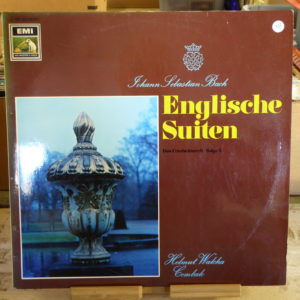 EMI
Johann Sebastian Bach
Englische
Suiten
Das Cembalowerk · Folge 5
Helmut Walcha
Cembalo